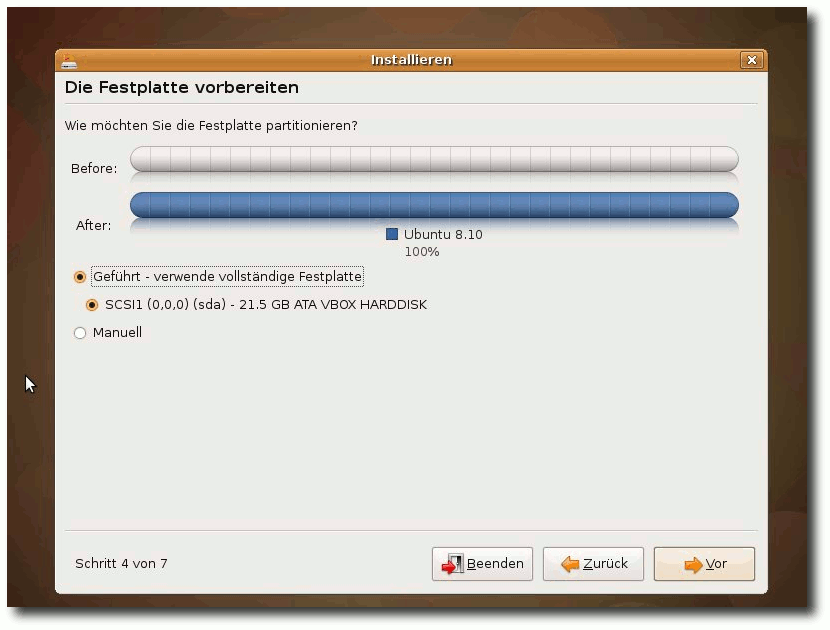 Installieren
Die Festplatte vorbereiten
Wie möchten Sie die Festplatte partitionieren?
Before:
After:
Ubuntu 8.10
100%
Geführt - verwende vollständige Festplatte
SCSI1 (0,0,0) (sda) - 21.5 GB ATA VBOX HARDDISK
Manuell
Schritt 4 von 7
Beenden
Zurück
Vor